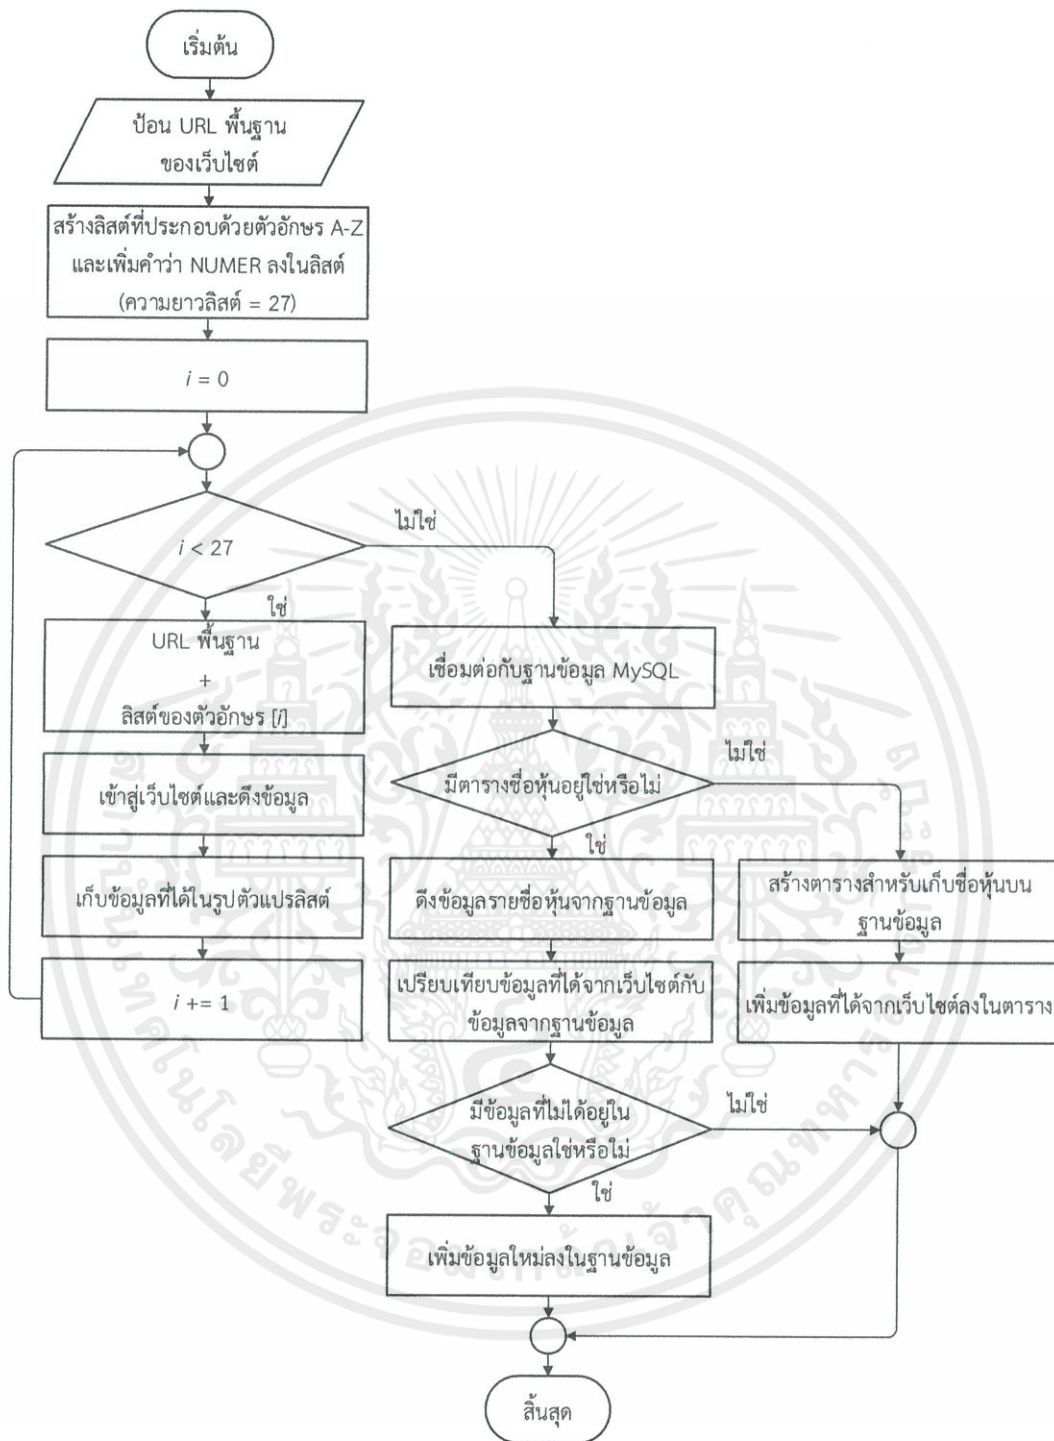 เริ่มต้น
ป้อน URL พื้นฐาน
ของเว็บไซต์
สร้างลิสต์ที่ประกอบด้วยตัวอักษร A-Z
และเพิ่มคำว่า NUMER ลงในลิสต์
(ความยาวลิสต์ = 27)
i = 0
i < 27
ไม่ใช่
ใช่
URL พื้นฐาน
+
ลิสต์ของตัวอักษร [i]
เข้าสู่เว็บไซต์และดึงข้อมูล
เก็บข้อมูลที่ได้ในรูปตัวแปรลิสต์
i += 1
เชื่อมต่อกับฐานข้อมูล MySQL
มีตารางชื่อหุ้นอยู่ใช่หรือไม่
ไม่ใช่
ใช่
ดึงข้อมูลรายชื่อหุ้นจากฐานข้อมูล
เปรียบเทียบข้อมูลที่ได้จากเว็บไซต์กับ
ข้อมูลจากฐานข้อมูล
สร้างตารางสำหรับเก็บชื่อหุ้นบน
ฐานข้อมูล
เพิ่มข้อมูลที่ได้จากเว็บไซต์ลงในตาราง
มีข้อมูลที่ไม่ได้อยู่ใน
ฐานข้อมูลใช่หรือไม่
ไม่ใช่
ใช่
เพิ่มข้อมูลใหม่ลงในฐานข้อมูล
สิ้นสุด